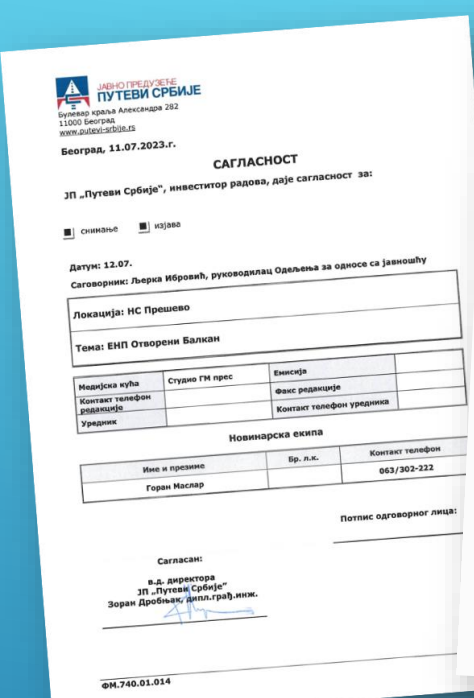 ЈАВНО ПРЕДУЗЕЋЕ
ПУТЕВИ СРБИЈЕ
Булевар краља Александра 282
11000 Београд
www.putevi-srbije.rs
Београд, 11.07.2023.г.
САГЛАСНОСТ
ЈП „Путеви Србије“, инвеститор радова, даје сагласност за:
снимање изјава
Датум: 12.07.
Саговорник: Љерка Ибровић, руководилац Одељења за односе са јавношћу
Локација: НС Прешево
Тема: ЕНП Отворени Балкан
Медијска кућа Студио ГМ прес Емисија
Контакт телефон редакције Факс редакције
Уредник Контакт телефон уредника
Новинарска екипа
Име и презиме Бр. л.к. Контакт телефон
Горан Маслар 063/302-222
Потпис одговорног лица:
Сагласан:
в.д. директора
ЈП „Путеви Србије“
Зоран Дробњак, дипл.грађ.инж.
ФМ.740.01.014